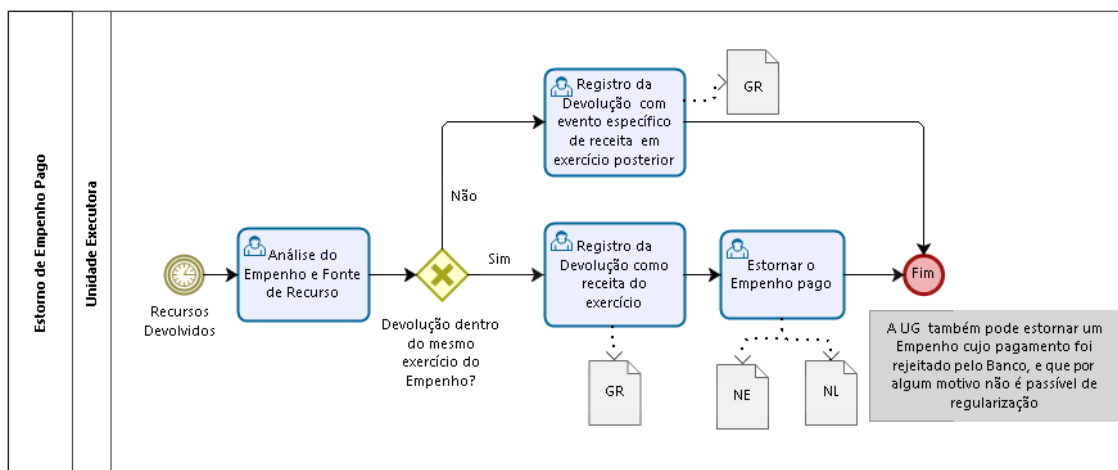 Estorno de Empenho Pago
Unidade Executora
Recursos
Devolvidos
Análise do
Empenho e Fonte
de Recurso
Devolução dentro
do mesmo
exercício do
Empenho?
Não
Sim
Registro da
Devolução com
evento específico
de receita em
exercício posterior
GR
Registro da
Devolução como
receita do
exercício
GR
Estornar o
Empenho pago
NE
NL
Fim
A UG também pode estornar um
Empenho cujo pagamento foi
rejeitado pelo Banco, e que por
algum motivo não é passível de
regularização